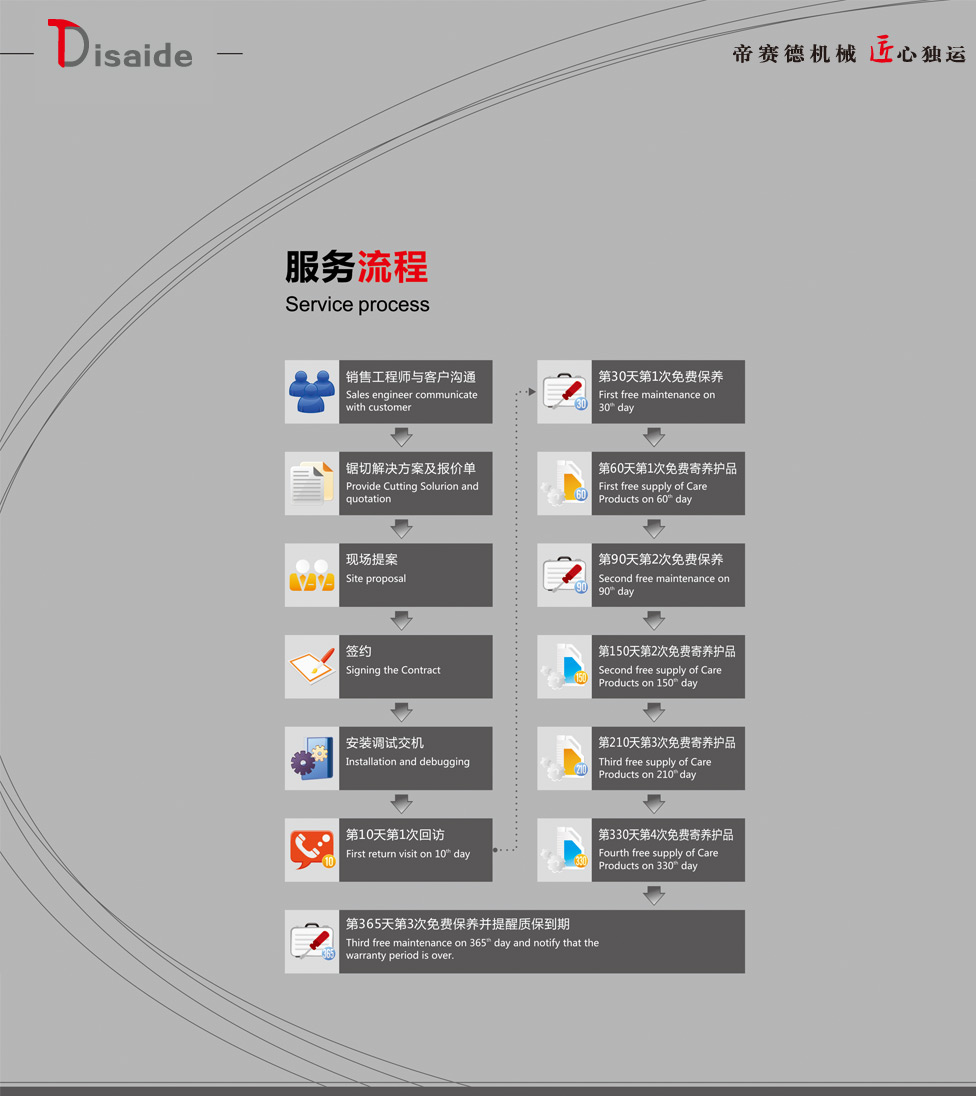 Disaide
帝赛德机械 匠心独运
服务流程
Service process
销售工程师与客户沟通
Sales engineer communicate
with customer
锯切解决方案及报价单
Provide Cutting Solurion and
quotation
现场提案
Site proposal
签约
Signing the Contract
安装调试交机
Installation and debugging
10
第10天第1次回访
First return visit on 10th day
30
第30天第1次免费保养
First free maintenance on
30th day
60
第60天第1次免费寄养护品
First free supply of Care
Products on 60th day
90
第90天第2次免费保养
Second free maintenance on
90th day
150
第150天第2次免费寄养护品
Second free supply of Care
Products on 150th day
210
第210天第3次免费寄养护品
Third free supply of Care
Products on 210th day
330
第330天第4次免费寄养护品
Fourth free supply of Care
Products on 330th day
365
第365天第3次免费保养并提醒质保到期
Third free maintenance on 365th day and notify that the
warranty period is over.